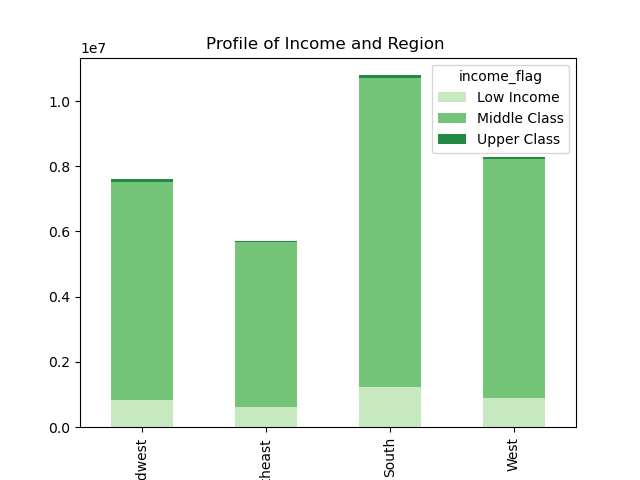 Profile of Income and Region
1e7
income_flag
Low Income
Middle Class
Upper Class
1.0
0.8
0.6
0.4
0.2
0.0
dwest
heast
South
West